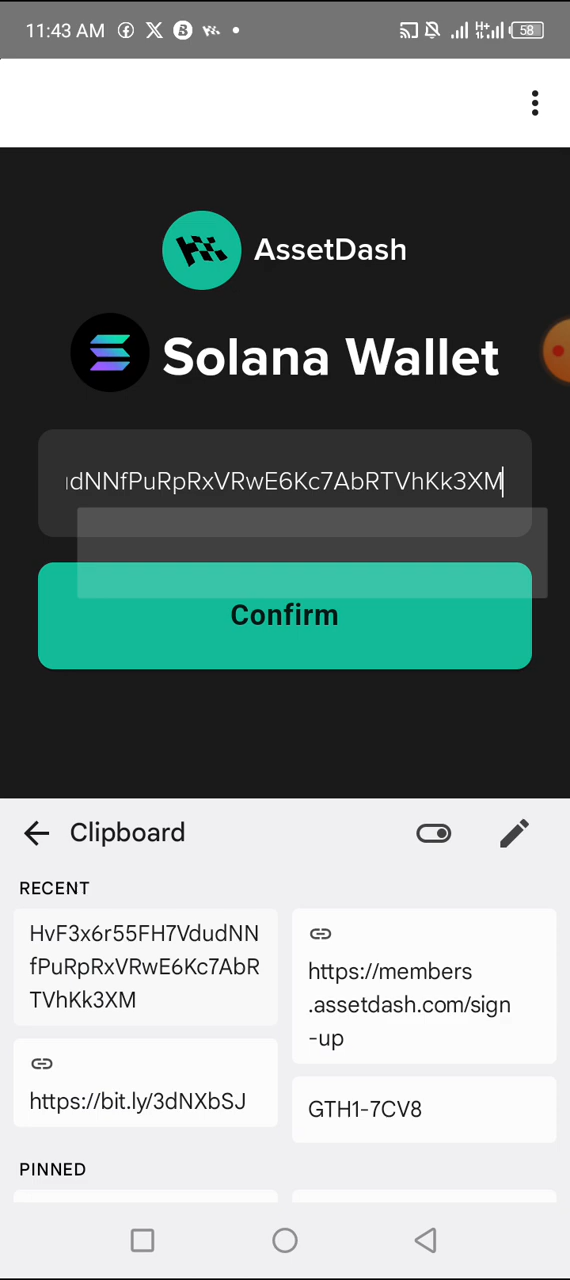 11:43 AM
58
AssetDash
Solana Wallet
udNNfPuRpRxVRwE6Kc7AbRTVhKk3XM
Confirm
Clipboard
RECENT
HvF3x6r55FH7VdudNN
fPuRpRxVRwE6Kc7AbR
TVhKk3XM
https://members
.assetdash.com/sign
-up
https://bit.ly/3dNXbSJ
GTH1-7CV8
PINNED